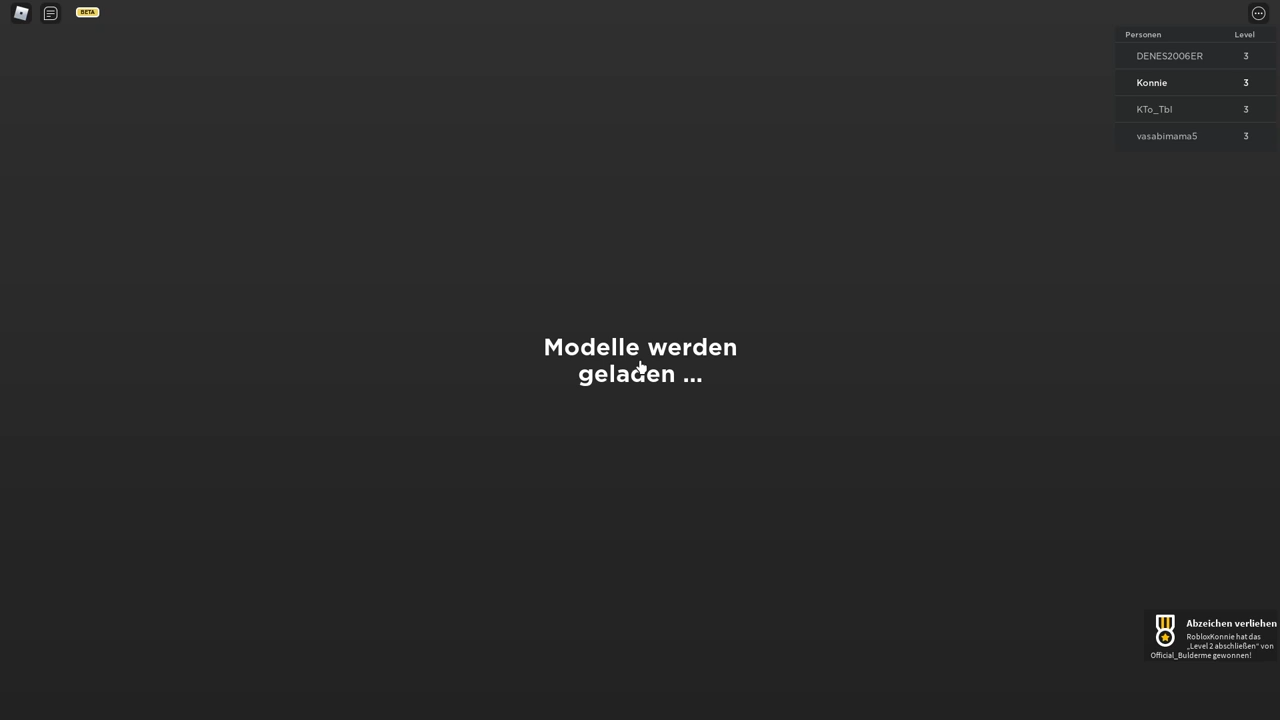 BETA
Personen Level
DENES2006ER 3
Konnie 3
KTo_Tbl 3
vasabimama5 3
Modelle werden
geladen ...
Abzeichen verliehen
RobloxKonnie hat das
„Level 2 abschließen“ von
Official_Bulderme gewonnen!